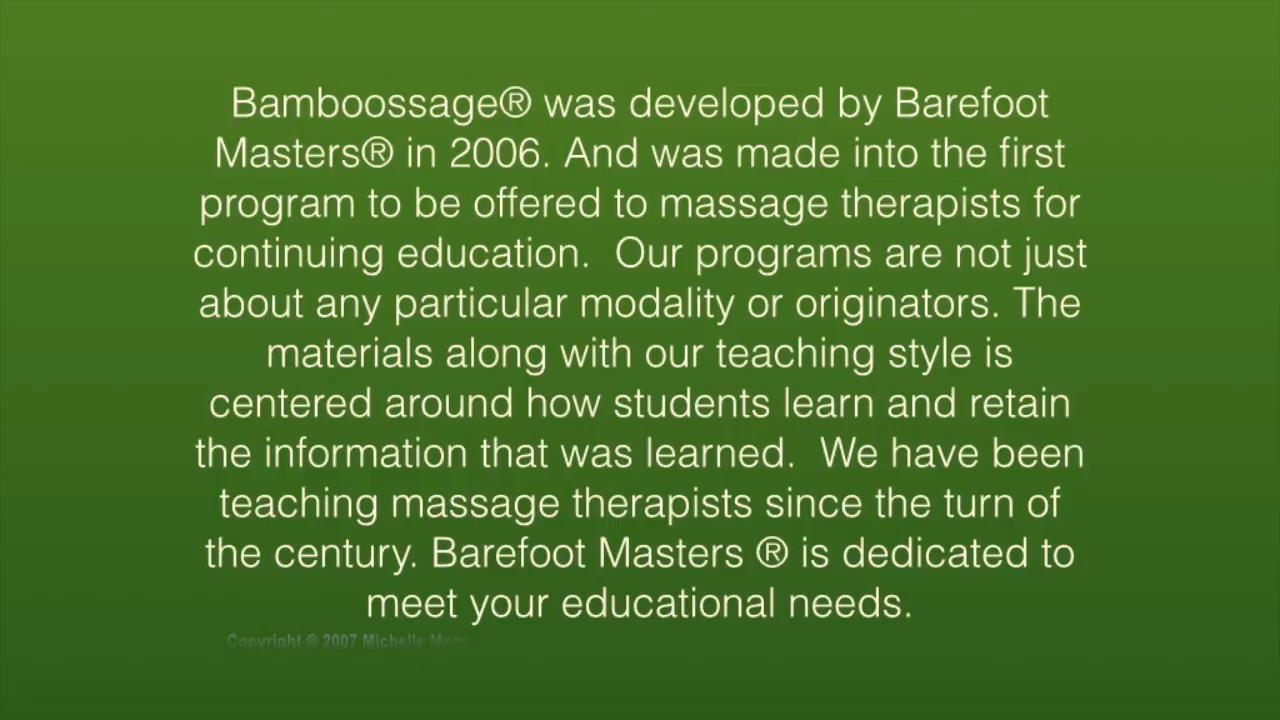 Bamboossage® was developed by Barefoot
Masters® in 2006. And was made into the first
program to be offered to massage therapists for
continuing education.  Our programs are not just
about any particular modality or originators. The
materials along with our teaching style is
centered around how students learn and retain
the information that was learned.  We have been
teaching massage therapists since the turn of
the century. Barefoot Masters ® is dedicated to
meet your educational needs.
Copyright ® 2007 Michelle